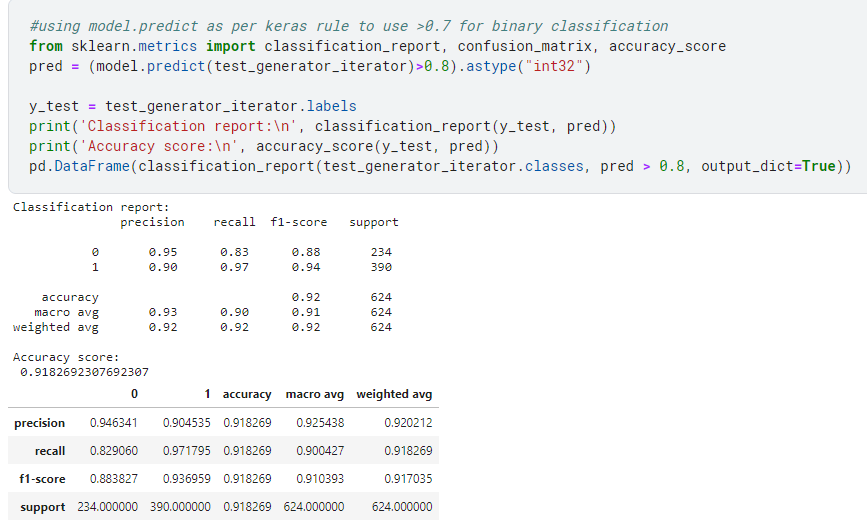 #using model.predict as per keras rule to use >0.7 for binary classification
from sklearn.metrics import classification_report, confusion_matrix, accuracy_score
pred = (model.predict(test_generator_iterator)>0.8).astype("int32")
y_test = test_generator_iterator.labels
print('Classification report:\n', classification_report(y_test, pred))
print('Accuracy score:\n', accuracy_score(y_test, pred))
pd.DataFrame(classification_report(test_generator_iterator.classes, pred > 0.8, output_dict=True))
Classification report:
precision recall f1-score support
0 0.95 0.83 0.88 234
1 0.90 0.97 0.94 390
accuracy 0.92 624
macro avg 0.93 0.90 0.91 624
weighted avg 0.92 0.92 0.92 624
Accuracy score:
0.9182692307692307
0 1 accuracy macro avg weighted avg
precision 0.946341 0.904535 0.918269 0.925438 0.920212
recall 0.829060 0.971795 0.918269 0.900427 0.918269
f1-score 0.883827 0.936959 0.918269 0.910393 0.917035
support 234.000000 390.000000 0.918269 624.000000 624.000000